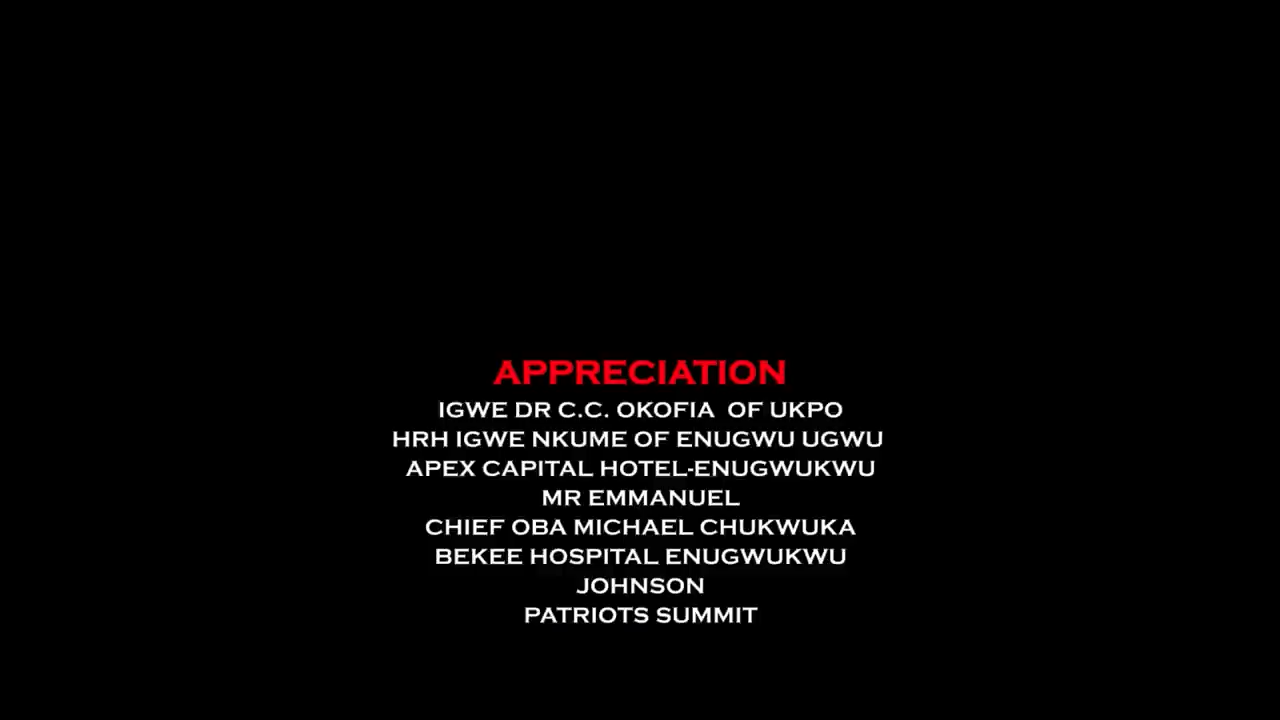 APPRECIATION
IGWE DR C.C. OKOFIA OF UKPO
HRH IGWE NKUME OF ENUGWU UGWU
APEX CAPITAL HOTEL-ENUGWUKWU
MR EMMANUEL
CHIEF OBA MICHAEL CHUKWUKA
BEKEE HOSPITAL ENUGWUKWU
JOHNSON
PATRIOTS SUMMIT